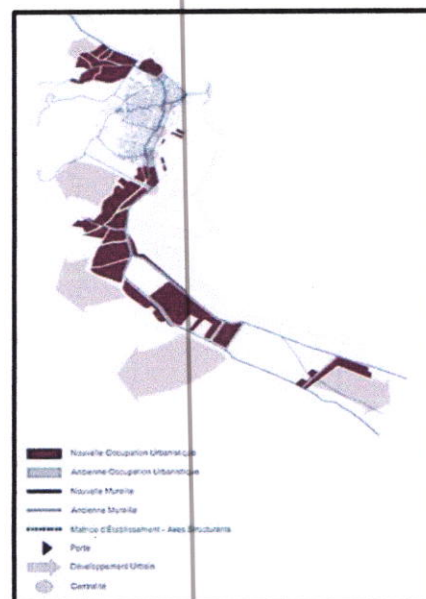 Nouvelle Occupation Urbanistique
Ancienne Occupation Urbanistique
Nouvelle Muraille
Ancienne Muraille
Matrice d'Établissement - Axes Structurants
Porte
Développement Urbain
Centralité